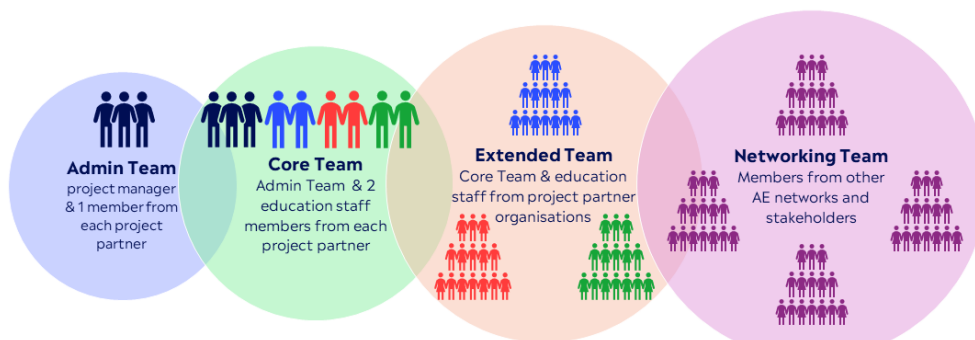 Admin Team
project manager
& 1 member from
each project
partner
Core Team
Admin Team & 2
education staff
members from each
project partner
Extended Team
Core Team & education
staff from project partner
organisations
Networking Team
Members from other
AE networks and
stakeholders